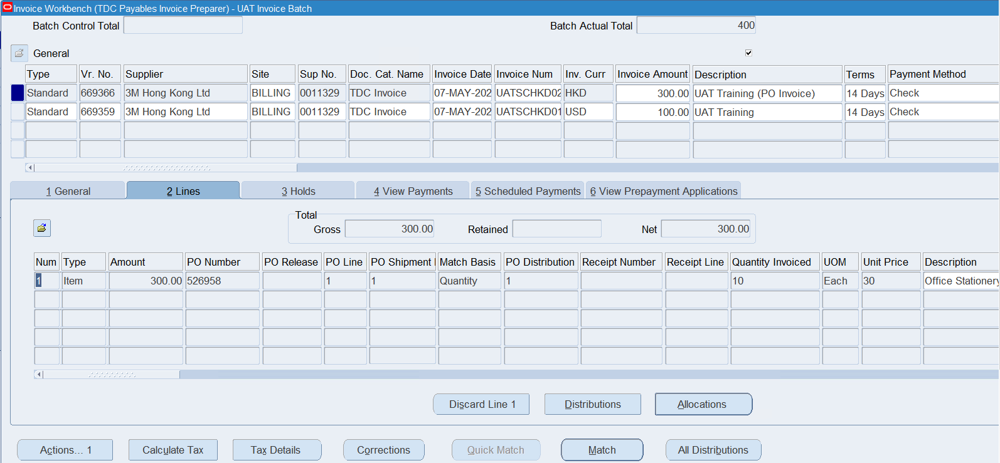 Invoice Workbench (TDC Payables Invoice Preparer) - UAT Invoice Batch
Batch Control Total Batch Actual Total 400
General
Type Vr. No. Supplier Site Sup No. Doc. Cat. Name Invoice Date Invoice Num Inv. Curr Invoice Amount Description Terms Payment Method
Standard 669366 3M Hong Kong Ltd BILLING 0011329 TDC Invoice 07-MAY-202 UATSCHKD02 HKD 300.00 UAT Training (PO Invoice) 14 Days Check
Standard 669359 3M Hong Kong Ltd BILLING 0011329 TDC Invoice 07-MAY-202 UATSCHKD01 USD 100.00 UAT Training 14 Days Check
1 General 2 Lines 3 Holds 4 View Payments 5 Scheduled Payments 6 View Prepayment Applications
Total
Gross 300.00 Retained Net 300.00
Num Type Amount PO Number PO Release PO Line PO Shipment Match Basis PO Distribution Receipt Number Receipt Line Quantity Invoiced UOM Unit Price Description
1 Item 300.00 526958 1 1 Quantity 1 10 Each 30 Office Stationery
Discard Line 1 Distributions Allocations
Actions... 1 Calculate Tax Tax Details Corrections Quick Match Match All Distributions